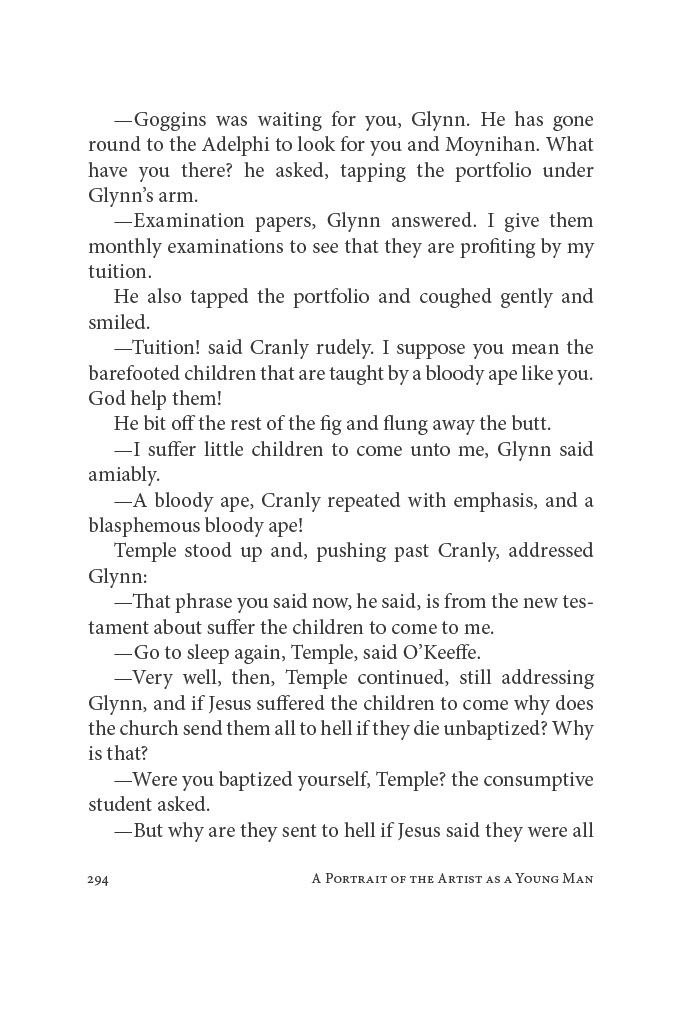 —Goggins was waiting for you, Glynn. He has gone
round to the Adelphi to look for you and Moynihan. What
have you there? he asked, tapping the portfolio under
Glynn’s arm.
—Examination papers, Glynn answered. I give them
monthly examinations to see that they are profiting by my
tuition.
He also tapped the portfolio and coughed gently and
smiled.
—Tuition! said Cranly rudely. I suppose you mean the
barefooted children that are taught by a bloody ape like you.
God help them!
He bit off the rest of the fig and flung away the butt.
—I suffer little children to come unto me, Glynn said
amiably.
—A bloody ape, Cranly repeated with emphasis, and a
blasphemous bloody ape!
Temple stood up and, pushing past Cranly, addressed
Glynn:
—That phrase you said now, he said, is from the new tes-
tament about suffer the children to come to me.
—Go to sleep again, Temple, said O’Keeffe.
—Very well, then, Temple continued, still addressing
Glynn, and if Jesus suffered the children to come why does
the church send them all to hell if they die unbaptized? Why
is that?
—Were you baptized yourself, Temple? the consumptive
student asked.
—But why are they sent to hell if Jesus said they were all
294 A Portrait of the Artist as a Young Man